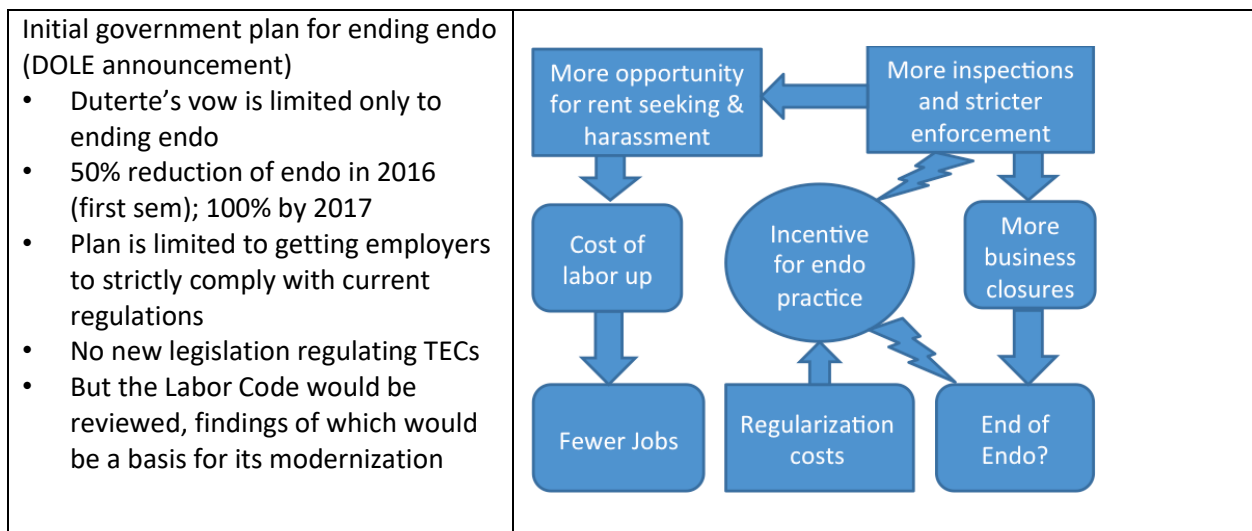 Initial government plan for ending endo
(DOLE announcement)
• Duterte’s vow is limited only to
ending endo
• 50% reduction of endo in 2016
(first sem); 100% by 2017
• Plan is limited to getting employers
to strictly comply with current
regulations
• No new legislation regulating TECs
• But the Labor Code would be
reviewed, findings of which would
be a basis for its modernization
More opportunity
for rent seeking &
harassment
More inspections
and stricter
enforcement
Cost of
labor up
Incentive
for endo
practice
More
business
closures
Fewer Jobs
Regularization
costs
End of
Endo?